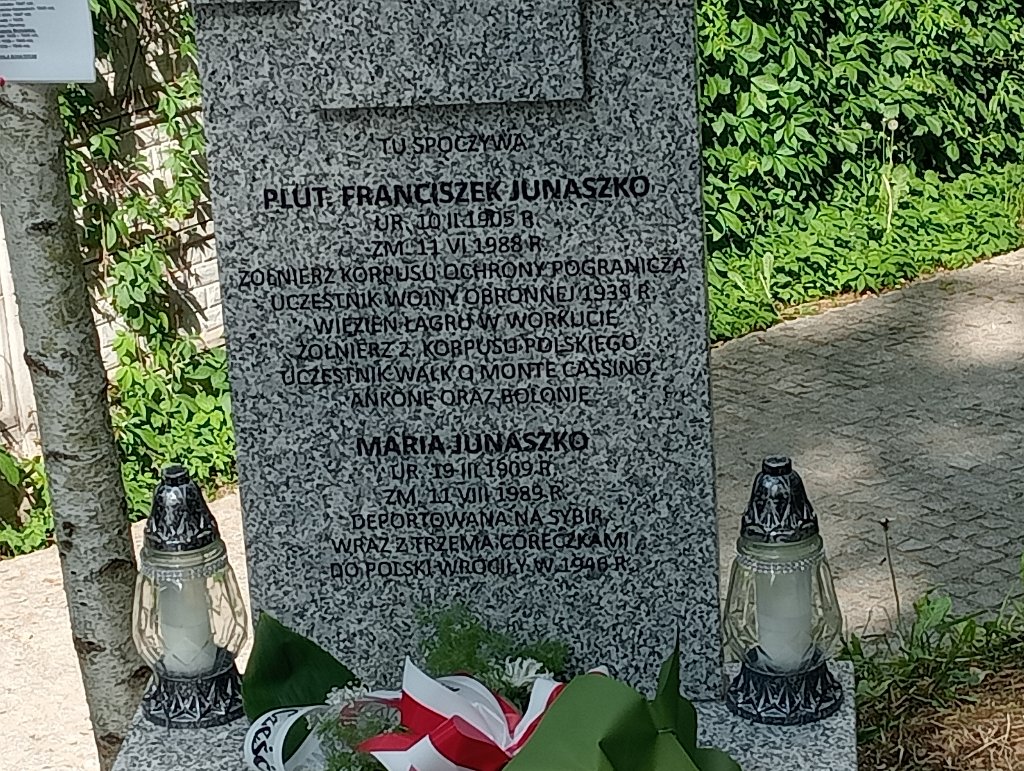 TU SPOCZYWA
PLUT. FRANCISZEK JUNASZKO
UR. 10 II 1905 R.
ZM. 11 VI 1988 R.
ŻOŁNIERZ KORPUSU OCHRONY POGRANICZA
UCZESTNIK WOJNY OBRONNEJ 1939 R.
WIĘZIEŃ ŁAGRU W WORKUCIE
ŻOŁNIERZ 2. KORPUSU POLSKIEGO
UCZESTNIK WALK O MONTE CASSINO
ANKONĘ ORAZ BOLONIĘ
MARIA JUNASZKO
UR. 19 III 1909 R.
ZM. 11 VIII 1989 R.
DEPORTOWANA NA SYBIR
WRAZ Z TRZEMA CÓRECZKAMI
DO POLSKI WRÓCIŁY W 1946 R.